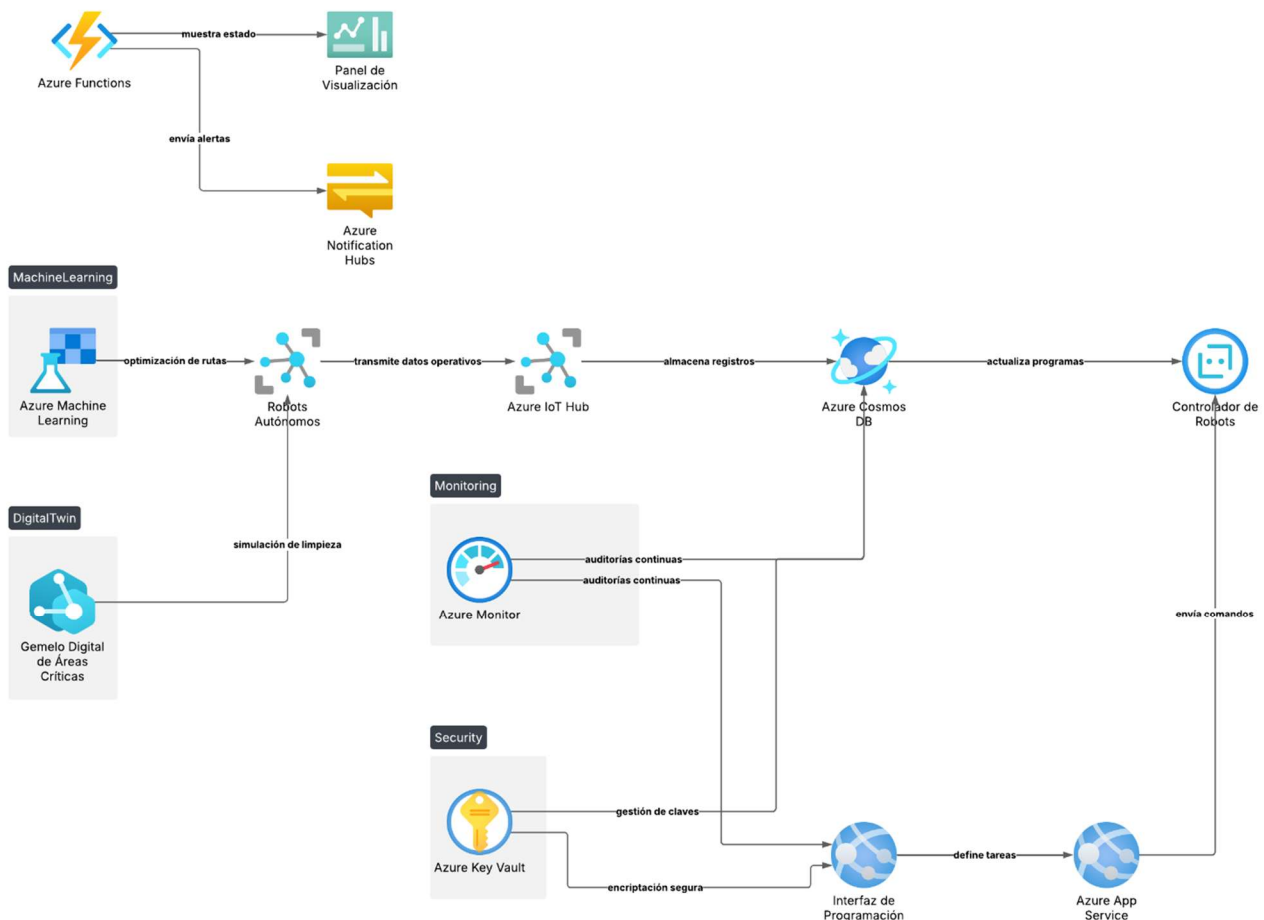 muestra estado
Azure Functions
Panel de
Visualización
envía alertas
Azure
Notification
Hubs
MachineLearning
optimización de rutas
transmite datos operativos
almacena registros
actualiza programas
Azure Machine
Learning
Robots
Autónomos
Azure IoT Hub
Azure Cosmos
DB
Controlador de
Robots
Monitoring
DigitalTwin
simulación de limpieza
auditorías continuas
auditorías continuas
Azure Monitor
envía comandos
Gemelo Digital
de Áreas
Críticas
Security
gestión de claves
Azure Key Vault
encriptación segura
define tareas
Interfaz de
Programación
Azure App
Service